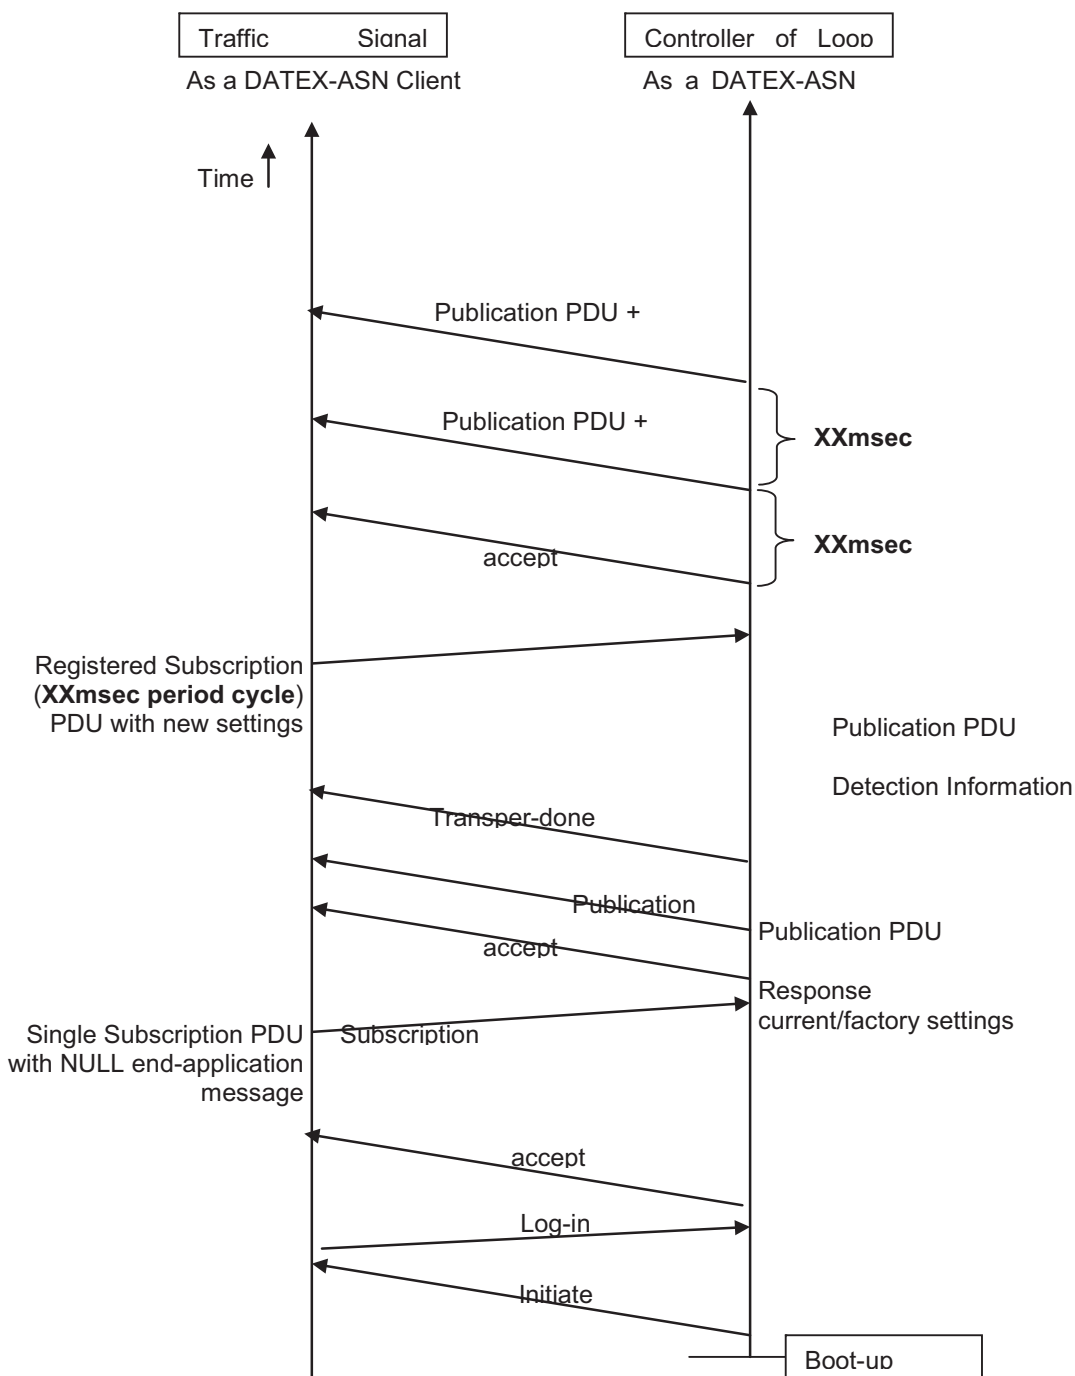 Traffic Signal
Controller of Loop
As a DATEX-ASN Client
As a DATEX-ASN
Time
Publication PDU +
Publication PDU +
XXmsec
XXmsec
accept
Registered Subscription
(XXmsec period cycle)
PDU with new settings
Publication PDU
Detection Information
Transper-done
Publication
Publication PDU
accept
Response
current/factory settings
Single Subscription PDU
with NULL end-application
message
Subscription
accept
Log-in
Initiate
Boot-up